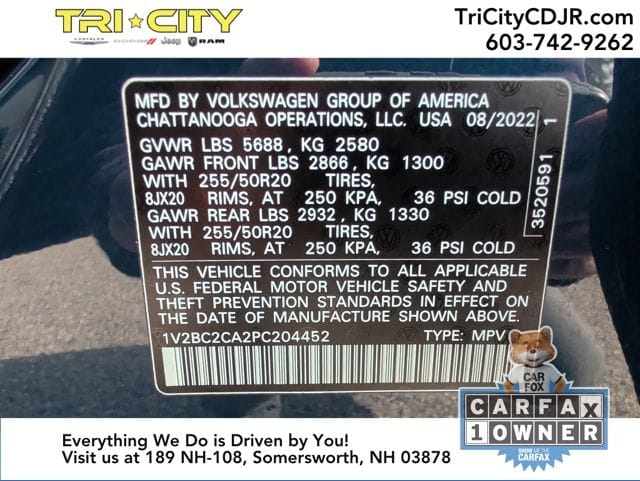 TRI★CITY
CHRYSLER DODGE Jeep RAM
TriCityCDJR.com
603-742-9262
MFD BY VOLKSWAGEN GROUP OF AMERICA
CHATTANOOGA OPERATIONS, LLC. USA 08/2022
GVWR LBS 5688, KG 2580
GAWR FRONT LBS 2866, KG 1300
WITH 255/50R20 TIRES,
8JX20 RIMS, AT 250 KPA, 36 PSI COLD
GAWR REAR LBS 2932, KG 1330
WITH 255/50R20 TIRES,
8JX20 RIMS, AT 250 KPA, 36 PSI COLD
THIS VEHICLE CONFORMS TO ALL APPLICABLE
U.S. FEDERAL MOTOR VEHICLE SAFETY AND
THEFT PREVENTION STANDARDS IN EFFECT ON
THE DATE OF MANUFACTURE SHOWN ABOVE.
1V2BC2CA2PC204452 TYPE: MPV
3520591 1
CAR
FOX
CARFAX
1 OWNER
SHOW ME THE
CARFAX
Everything We Do is Driven by You!
Visit us at 189 NH-108, Somersworth, NH 03878